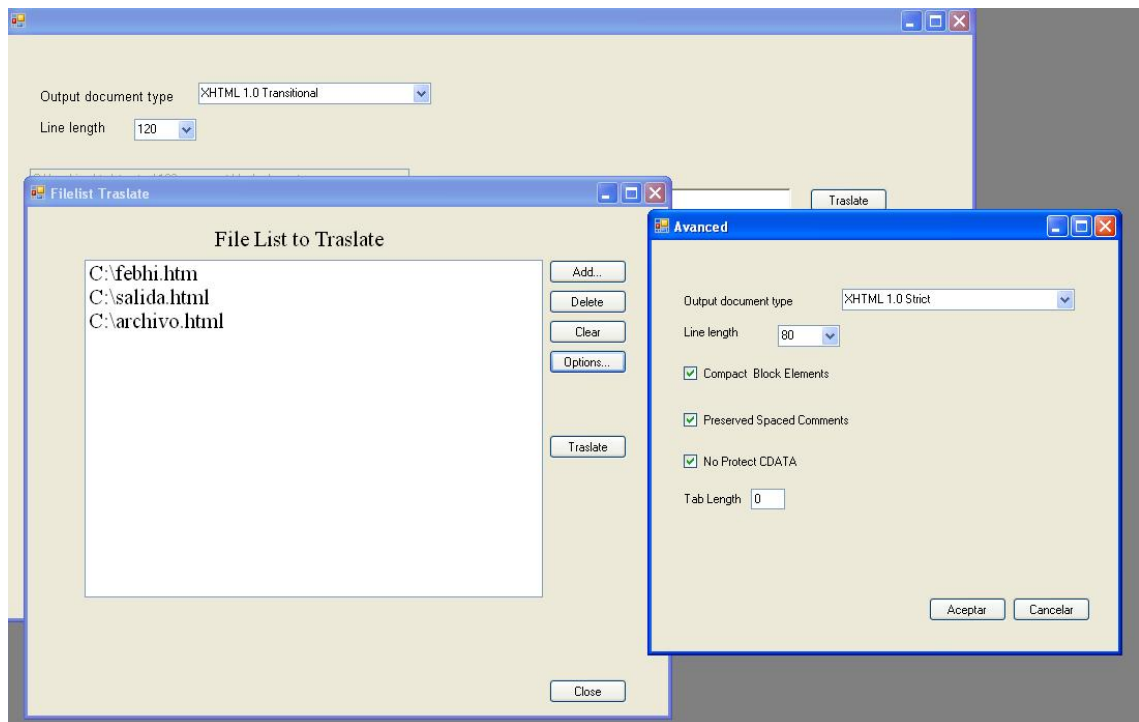 Output document type XHTML 1.0 Transitional
Line length 120
Traslate
Filelist Traslate
File List to Traslate
C:\febhi.htm
C:\salida.html
C:\archivo.html
Add...
Delete
Clear
Options...
Traslate
Close
Avanced
Output document type XHTML 1.0 Strict
Line length 80
Compact Block Elements
Preserved Spaced Comments
No Protect CDATA
Tab Length 0
Aceptar Cancelar